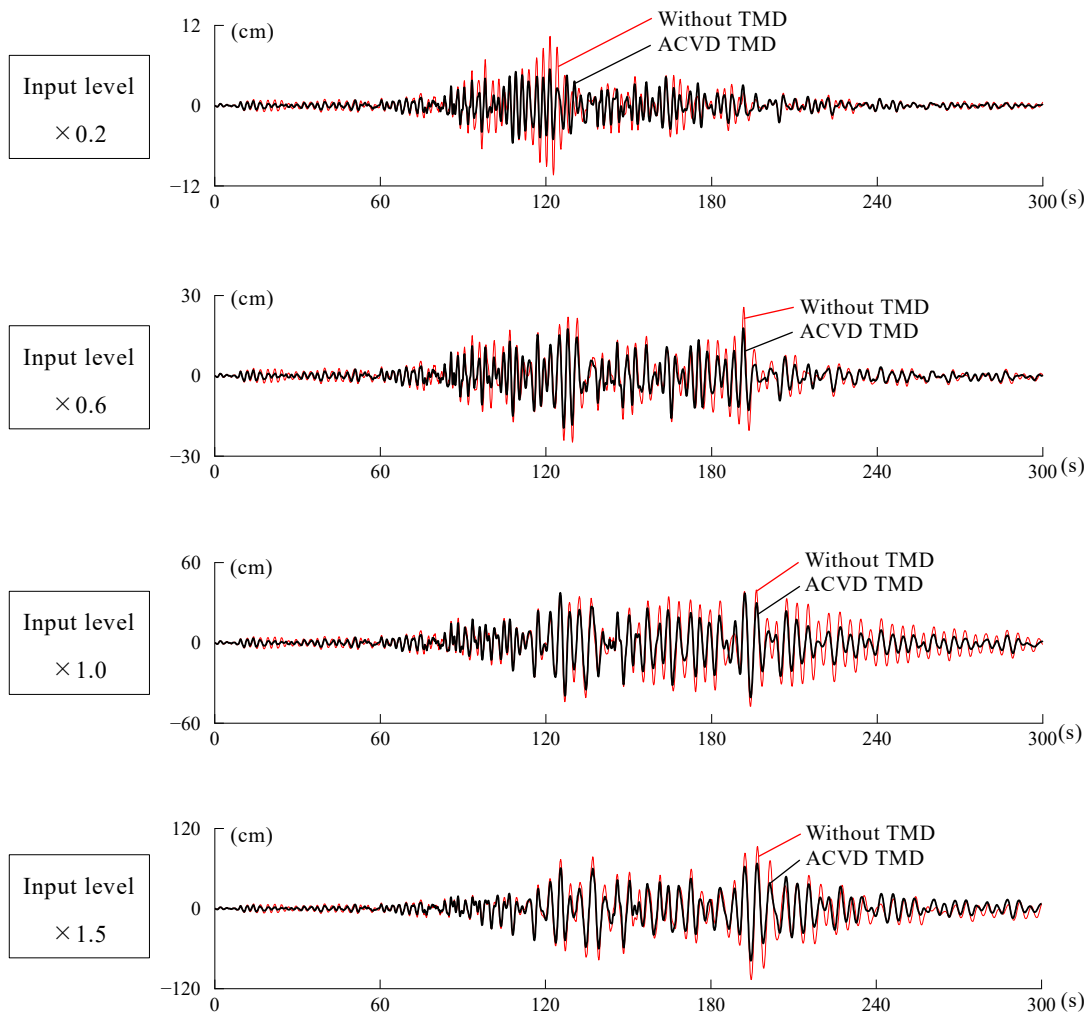 12
(cm)
Without TMD
ACVD TMD
Input level
×0.2
0
−12
0 60 120 180 240 300 (s)
30
(cm)
Without TMD
ACVD TMD
Input level
×0.6
0
−30
0 60 120 180 240 300 (s)
60
(cm)
Without TMD
ACVD TMD
Input level
×1.0
0
−60
0 60 120 180 240 300 (s)
120
(cm)
Without TMD
ACVD TMD
Input level
×1.5
0
−120
0 60 120 180 240 300 (s)